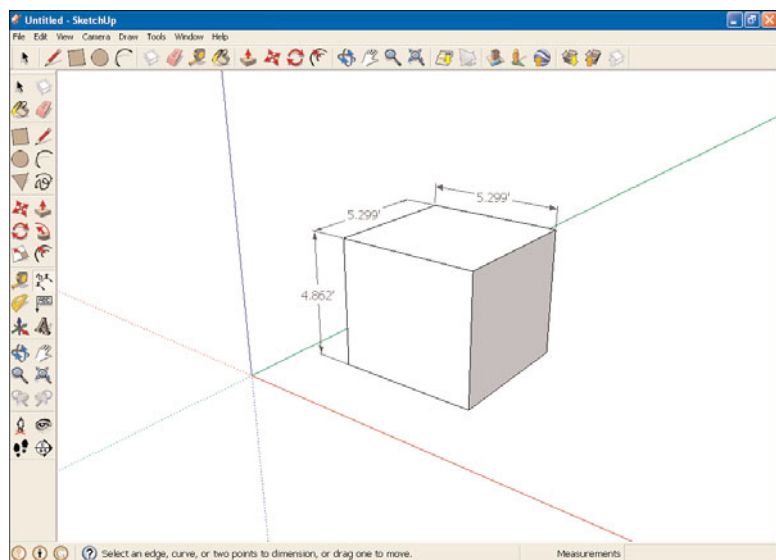 Untitled - SketchUp
File Edit View Camera Draw Tools Window Help
5.299'
5.299'
4.862'
Select an edge, curve, or two points to dimension, or drag one to move.
Measurements